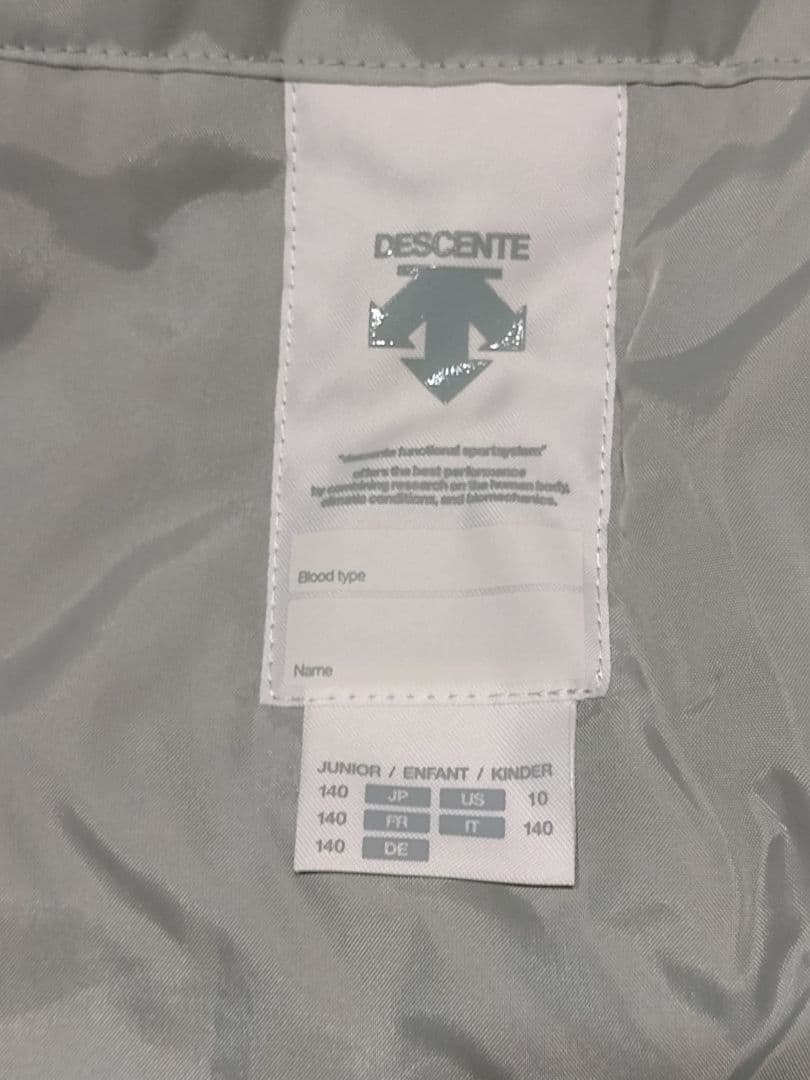 DESCENTE
"descente functional sportsystem"
offers the best performance
by combining research on the human body,
climatic conditions, and biomechanics.
Blood type
Name
JUNIOR / ENFANT / KINDER
140 JP US 10
140 FR IT 140
140 DE